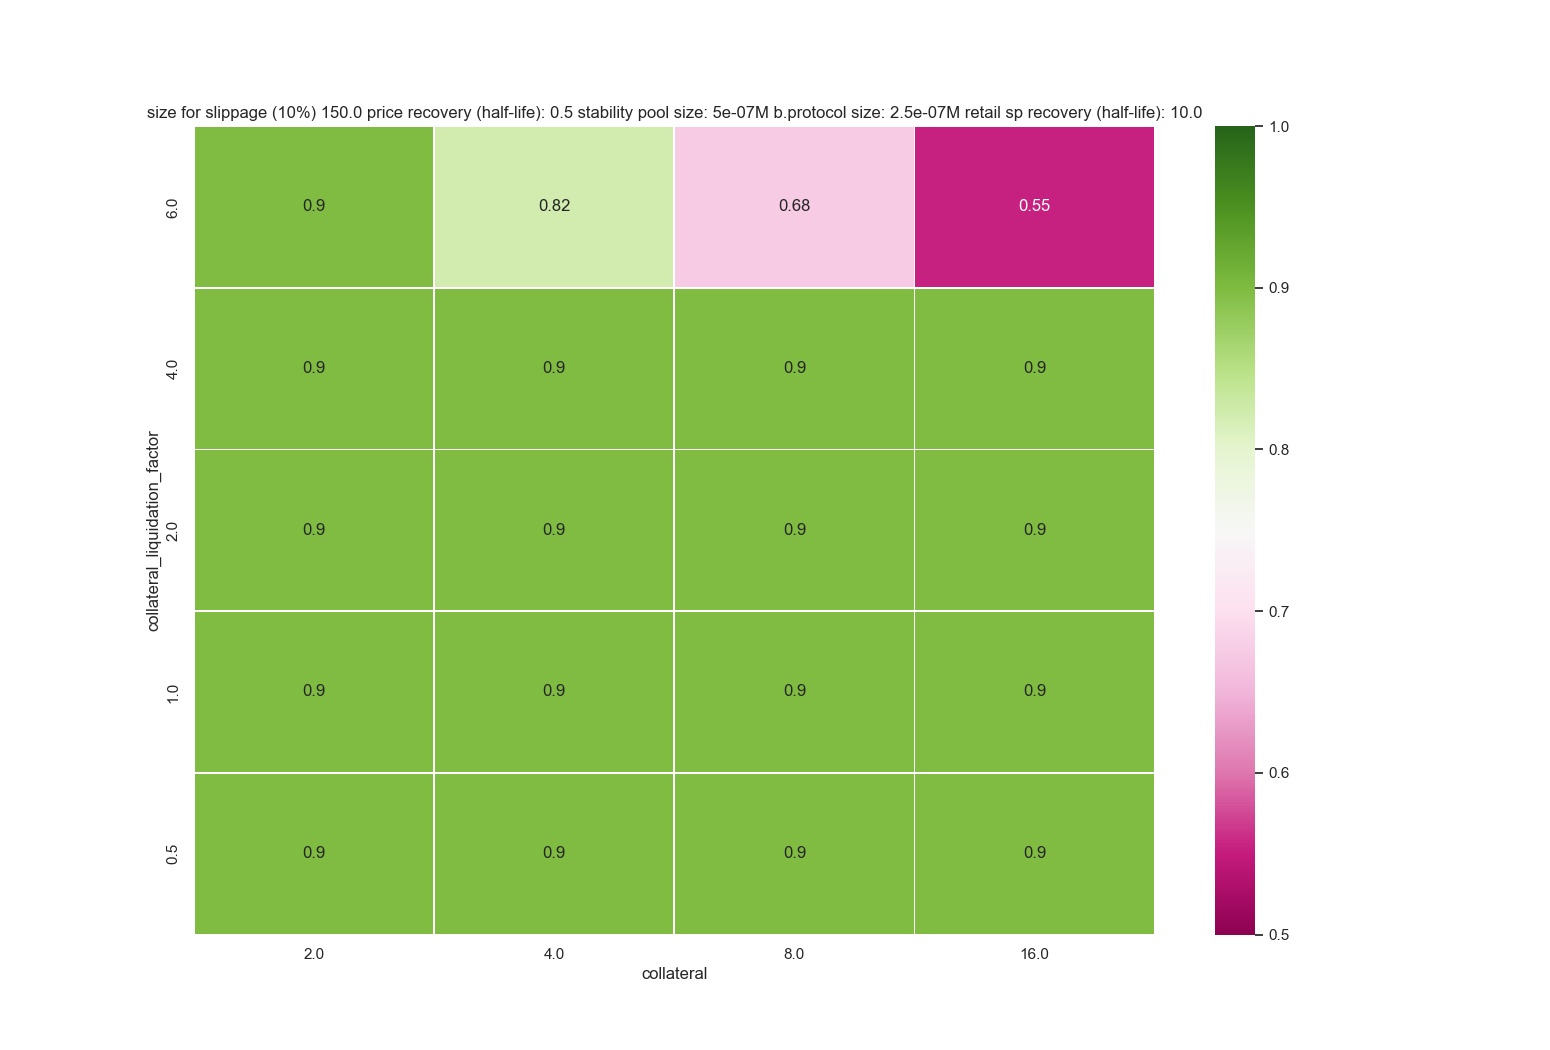 size for slippage (10%) 150.0 price recovery (half-life): 0.5 stability pool size: 5e-07M b.protocol size: 2.5e-07M retail sp recovery (half-life): 10.0
1.0
6.0 0.9 0.82 0.68 0.55
0.9
4.0 0.9 0.9 0.9 0.9
0.8
collateral_liquidation_factor
2.0 0.9 0.9 0.9 0.9
0.7
1.0 0.9 0.9 0.9 0.9
0.6
0.5 0.9 0.9 0.9 0.9
0.5
2.0 4.0 8.0 16.0
collateral